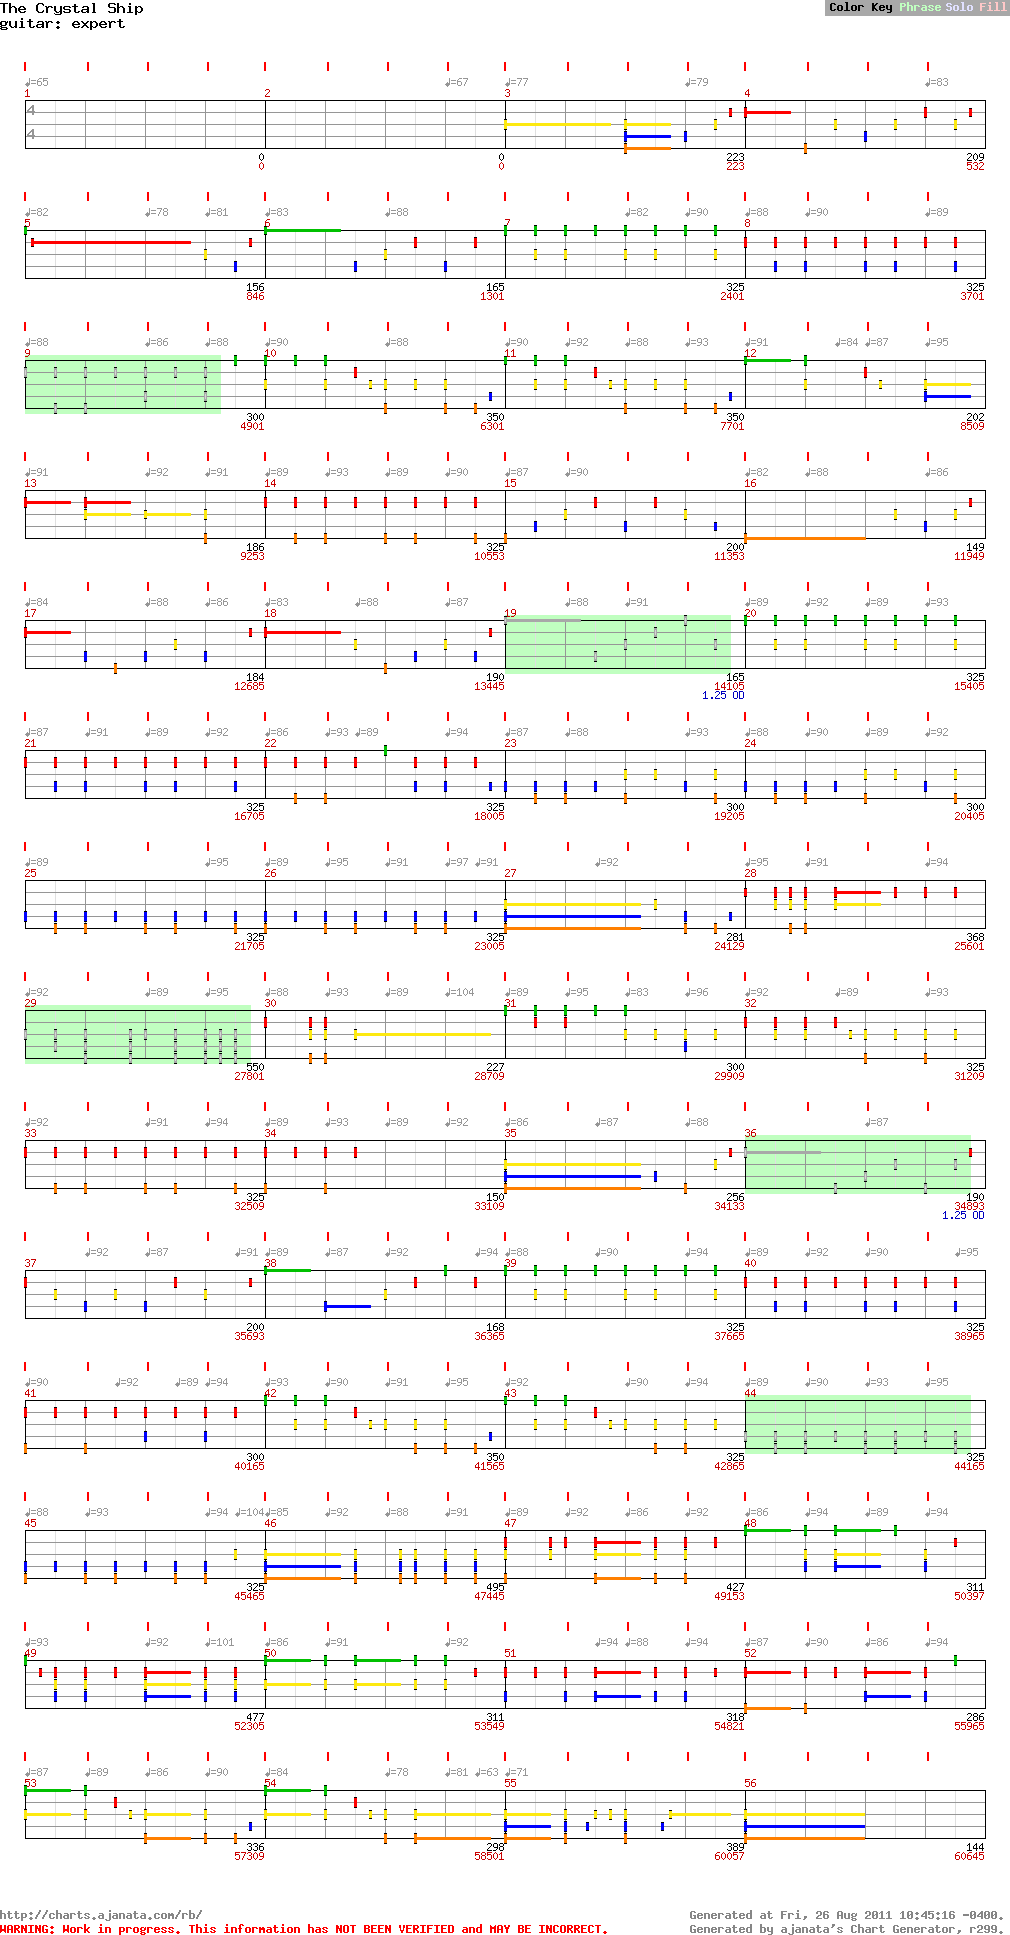 The Crystal Ship
guitar: expert
Color Key Phrase Solo Fill
♩=65 ♩=67 ♩=77 ♩=79 ♩=83
1 2 3 4
4
4
0 0 223 209
0 0 223 532
♩=82 ♩=78 ♩=81 ♩=83 ♩=88 ♩=82 ♩=90 ♩=88 ♩=90 ♩=89
5 6 7 8
156 165 325 325
846 1301 2401 3701
♩=88 ♩=86 ♩=88 ♩=90 ♩=88 ♩=90 ♩=92 ♩=88 ♩=93 ♩=91 ♩=84 ♩=87 ♩=95
9 10 11 12
300 350 350 202
4901 6301 7701 8509
♩=91 ♩=92 ♩=91 ♩=89 ♩=93 ♩=89 ♩=90 ♩=87 ♩=90 ♩=82 ♩=88 ♩=86
13 14 15 16
186 325 200 149
9253 10553 11353 11949
♩=84 ♩=88 ♩=86 ♩=83 ♩=88 ♩=87 ♩=88 ♩=91 ♩=89 ♩=92 ♩=89 ♩=93
17 18 19 20
184 190 165 325
12685 13445 14105 15405
1.25 OD
♩=87 ♩=91 ♩=89 ♩=92 ♩=86 ♩=93 ♩=89 ♩=94 ♩=87 ♩=88 ♩=93 ♩=88 ♩=90 ♩=89 ♩=92
21 22 23 24
325 325 300 300
16705 18005 19205 20405
♩=89 ♩=95 ♩=89 ♩=95 ♩=91 ♩=97 ♩=91 ♩=92 ♩=95 ♩=91 ♩=94
25 26 27 28
325 325 281 368
21705 23005 24129 25601
♩=92 ♩=89 ♩=95 ♩=88 ♩=93 ♩=89 ♩=104 ♩=89 ♩=95 ♩=83 ♩=92 ♩=89 ♩=93
29 30 31 32
550 227 300 325
27801 28709 29909 31209
♩=92 ♩=91 ♩=94 ♩=89 ♩=93 ♩=89 ♩=94 ♩=86 ♩=87 ♩=88 ♩=87
33 34 35 36
325 150 256 190
32509 33109 34133 34893
1.25 OD
♩=92 ♩=87 ♩=91 ♩=89 ♩=87 ♩=92 ♩=94 ♩=88 ♩=90 ♩=94 ♩=89 ♩=92 ♩=90 ♩=95
37 38 39 40
200 168 325 325
35693 36365 37665 38965
♩=90 ♩=92 ♩=89 ♩=94 ♩=93 ♩=90 ♩=91 ♩=95 ♩=92 ♩=90 ♩=94 ♩=89 ♩=90 ♩=93 ♩=95
41 42 43 44
300 350 325 325
40165 41565 42865 44165
♩=88 ♩=93 ♩=94 ♩=104 ♩=85 ♩=92 ♩=88 ♩=91 ♩=89 ♩=92 ♩=86 ♩=92 ♩=86 ♩=94 ♩=89 ♩=94
45 46 47 48
325 495 427 311
45465 47445 49153 50397
♩=93 ♩=92 ♩=101 ♩=86 ♩=91 ♩=92 ♩=94 ♩=88 ♩=94 ♩=87 ♩=90 ♩=86 ♩=94
49 50 51 52
477 311 318 286
52305 53549 54821 55965
♩=87 ♩=89 ♩=86 ♩=90 ♩=84 ♩=78 ♩=81 ♩=63 ♩=71
53 54 55 56
336 298 389 144
57309 58501 60057 60645
http://charts.ajanata.com/rb/
Generated at Fri, 26 Aug 2011 10:45:16 -0400.
WARNING: Work in progress. This information has NOT BEEN VERIFIED and MAY BE INCORRECT.
Generated by ajanata's Chart Generator, r299.